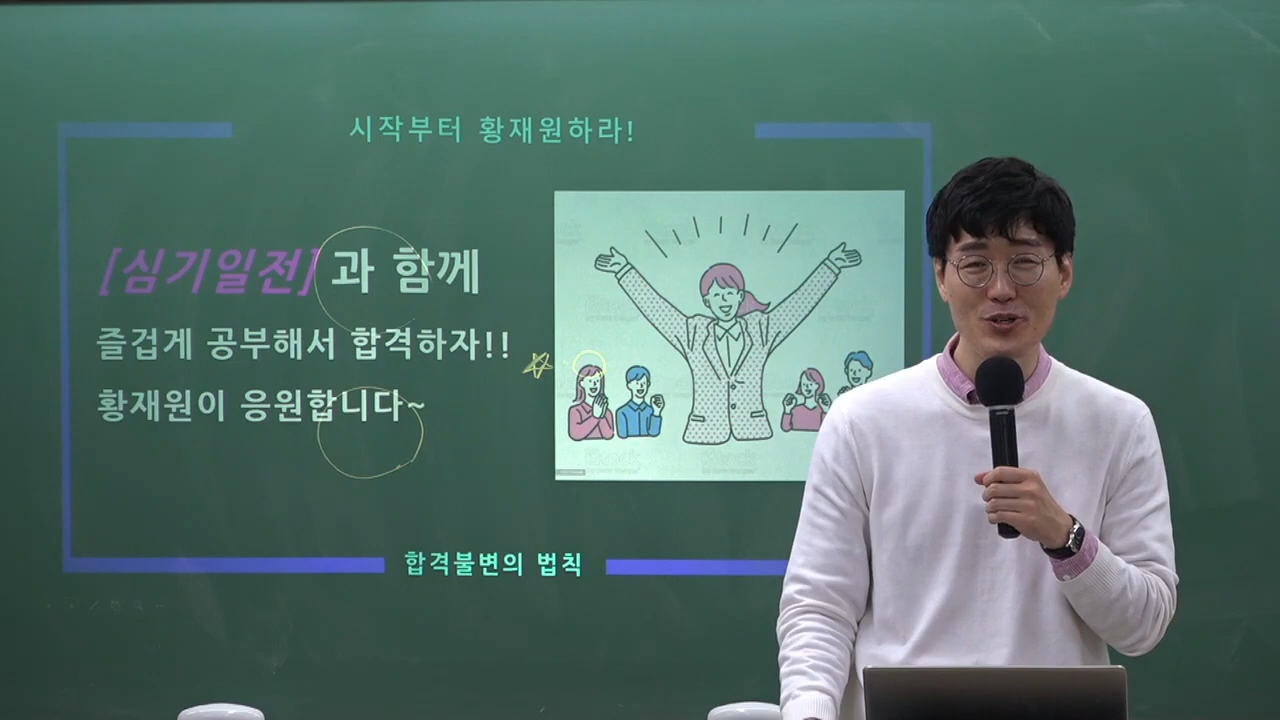 시작부터 황재원하라!
[심기일전] 과 함께
즐겁게 공부해서 합격하자!!
황재원이 응원합니다~
합격불변의 법칙